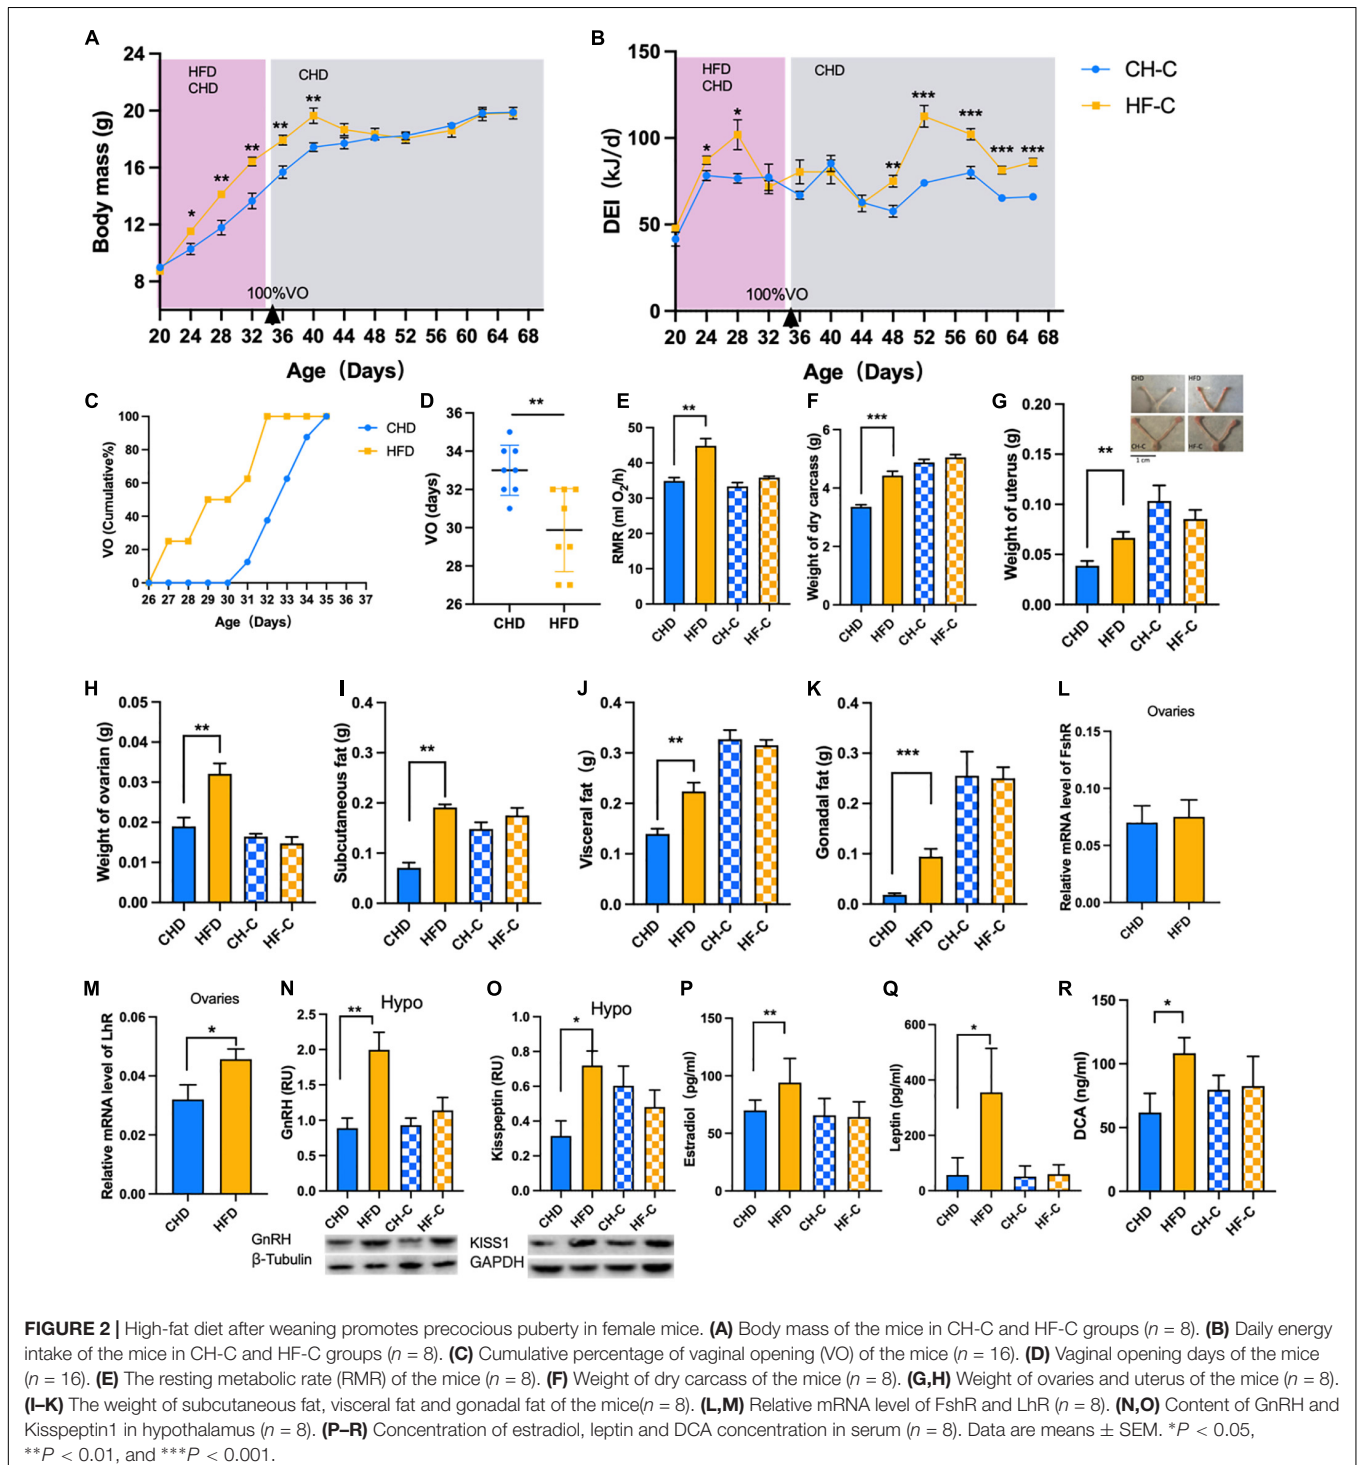 A
24
20
16
12
8
Body mass (g)
HFD
CHD
CHD
*
**
**
**
**
100%VO
20 24 28 32 36 40 44 48 52 56 60 64 68
Age (Days)
B
150
100
50
0
DEI (kJ/d)
HFD
CHD
CHD
*
*
**
***
***
***
***
100%VO
20 24 28 32 36 40 44 48 52 56 60 64 68
Age (Days)
CH-C
HF-C
C
100
80
60
40
20
0
VO (Cumulative%)
26 27 28 29 30 31 32 33 34 35 36 37
Age (Days)
CHD
HFD
D
36
34
32
30
28
26
VO (days)
**
CHD HFD
E
50
40
30
20
10
0
RMR (ml O2/h)
**
CHD HFD CH-C HF-C
F
6
4
2
0
Weight of dry carcass (g)
***
CHD HFD CH-C HF-C
G
0.20
0.15
0.10
0.05
0.00
Weight of uterus (g)
**
CHD HFD
CH-C HF-C
1 cm
CHD HFD CH-C HF-C
H
0.05
0.04
0.03
0.02
0.01
0.00
Weight of ovarian (g)
**
CHD HFD CH-C HF-C
I
0.4
0.3
0.2
0.1
0.0
Subcutaneous fat (g)
**
CHD HFD CH-C HF-C
J
0.4
0.3
0.2
0.1
0.0
Visceral fat (g)
**
CHD HFD CH-C HF-C
K
0.4
0.3
0.2
0.1
0.0
Gonadal fat (g)
***
CHD HFD CH-C HF-C
L
Ovaries
0.15
0.10
0.05
0.00
Relative mRNA level of FshR
CHD HFD
M
Ovaries
0.06
0.04
0.02
0.00
Relative mRNA level of LhR
*
CHD HFD
N
Hypo
2.5
2.0
1.5
1.0
0.5
0.0
GnRH (RU)
**
CHD HFD CH-C HF-C
GnRH
β-Tubulin
O
Hypo
0.8
0.6
0.4
0.2
0.0
1.0
Kisspeptin (RU)
*
CHD HFD CH-C HF-C
KISS1
GAPDH
P
150
100
50
0
Estradiol (pg/ml)
**
CHD HFD CH-C HF-C
Q
600
400
200
0
Leptin (pg/ml)
*
CHD HFD CH-C HF-C
R
150
100
50
0
DCA (ng/ml)
*
CHD HFD CH-C HF-C
FIGURE 2 | High-fat diet after weaning promotes precocious puberty in female mice. (A) Body mass of the mice in CH-C and HF-C groups (n = 8). (B) Daily energy
intake of the mice in CH-C and HF-C groups (n = 8). (C) Cumulative percentage of vaginal opening (VO) of the mice (n = 16). (D) Vaginal opening days of the mice
(n = 16). (E) The resting metabolic rate (RMR) of the mice (n = 8). (F) Weight of dry carcass of the mice (n = 8). (G,H) Weight of ovaries and uterus of the mice (n = 8).
(I–K) The weight of subcutaneous fat, visceral fat and gonadal fat of the mice(n = 8). (L,M) Relative mRNA level of FshR and LhR (n = 8). (N,O) Content of GnRH and
Kisspeptin1 in hypothalamus (n = 8). (P–R) Concentration of estradiol, leptin and DCA concentration in serum (n = 8). Data are means ± SEM. *P < 0.05,
**P < 0.01, and ***P < 0.001.